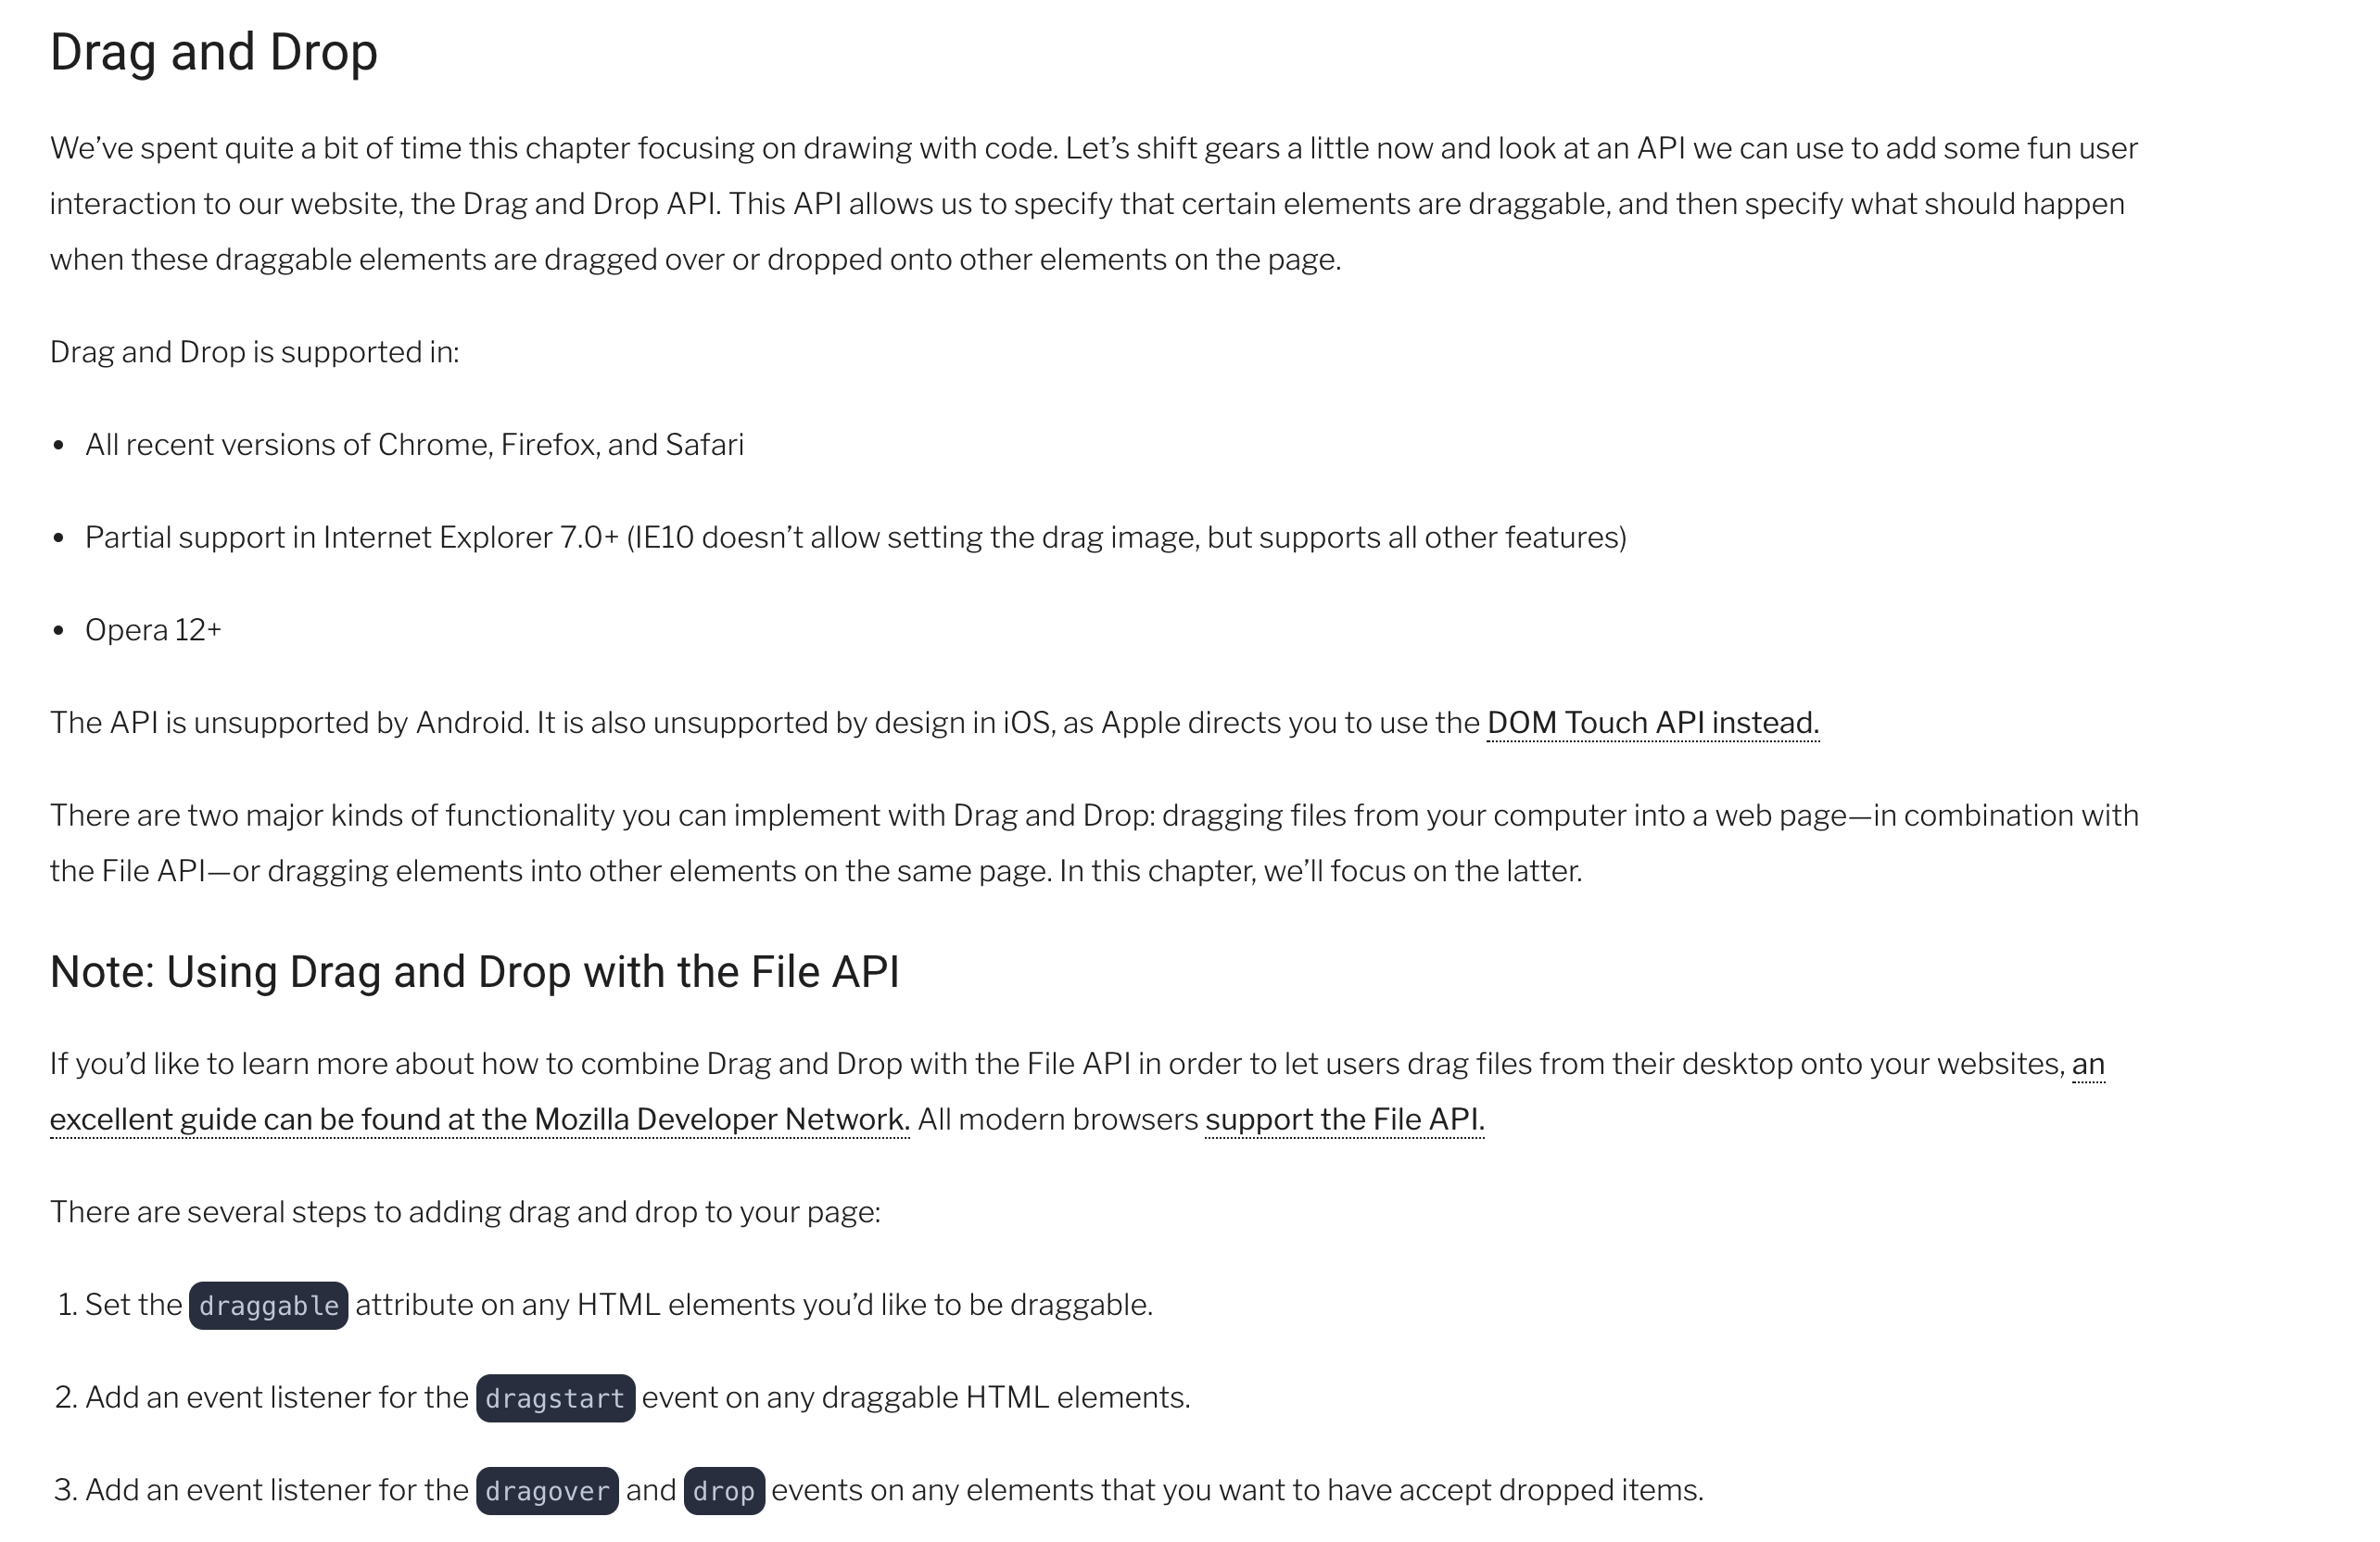 Drag and Drop
We’ve spent quite a bit of time this chapter focusing on drawing with code. Let’s shift gears a little now and look at an API we can use to add some fun user
interaction to our website, the Drag and Drop API. This API allows us to specify that certain elements are draggable, and then specify what should happen
when these draggable elements are dragged over or dropped onto other elements on the page.
Drag and Drop is supported in:
• All recent versions of Chrome, Firefox, and Safari
• Partial support in Internet Explorer 7.0+ (IE10 doesn’t allow setting the drag image, but supports all other features)
• Opera 12+
The API is unsupported by Android. It is also unsupported by design in iOS, as Apple directs you to use the DOM Touch API instead.
There are two major kinds of functionality you can implement with Drag and Drop: dragging files from your computer into a web page—in combination with
the File API—or dragging elements into other elements on the same page. In this chapter, we’ll focus on the latter.
Note: Using Drag and Drop with the File API
If you’d like to learn more about how to combine Drag and Drop with the File API in order to let users drag files from their desktop onto your websites, an
excellent guide can be found at the Mozilla Developer Network. All modern browsers support the File API.
There are several steps to adding drag and drop to your page:
1. Set the draggable attribute on any HTML elements you’d like to be draggable.
2. Add an event listener for the dragstart event on any draggable HTML elements.
3. Add an event listener for the dragover and drop events on any elements that you want to have accept dropped items.